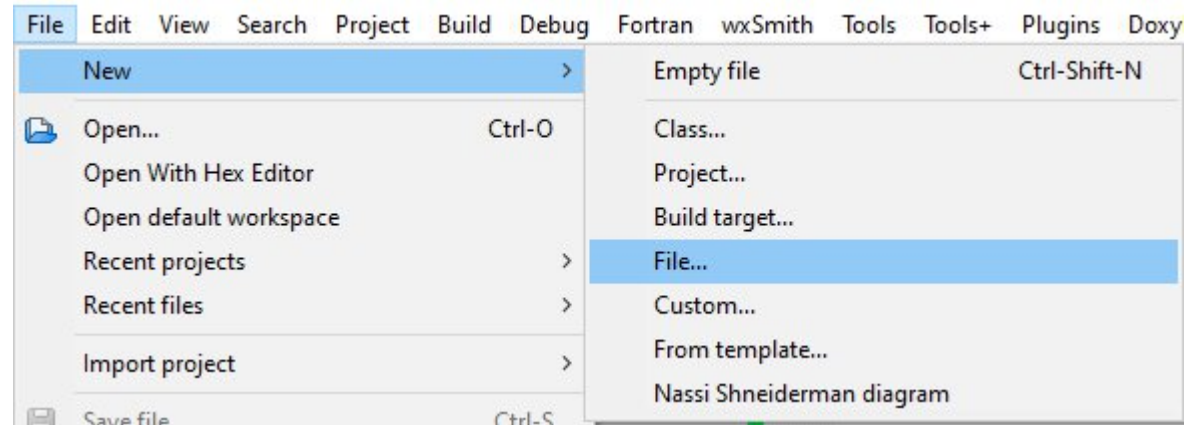 File Edit View Search Project Build Debug Fortran wxSmith Tools Tools+ Plugins Doxy
New >
Open... Ctrl-O
Open With Hex Editor
Open default workspace
Recent projects >
Recent files >
Import project >
Save file Ctrl-S
Empty file Ctrl-Shift-N
Class...
Project...
Build target...
File...
Custom...
From template...
Nassi Shneiderman diagram